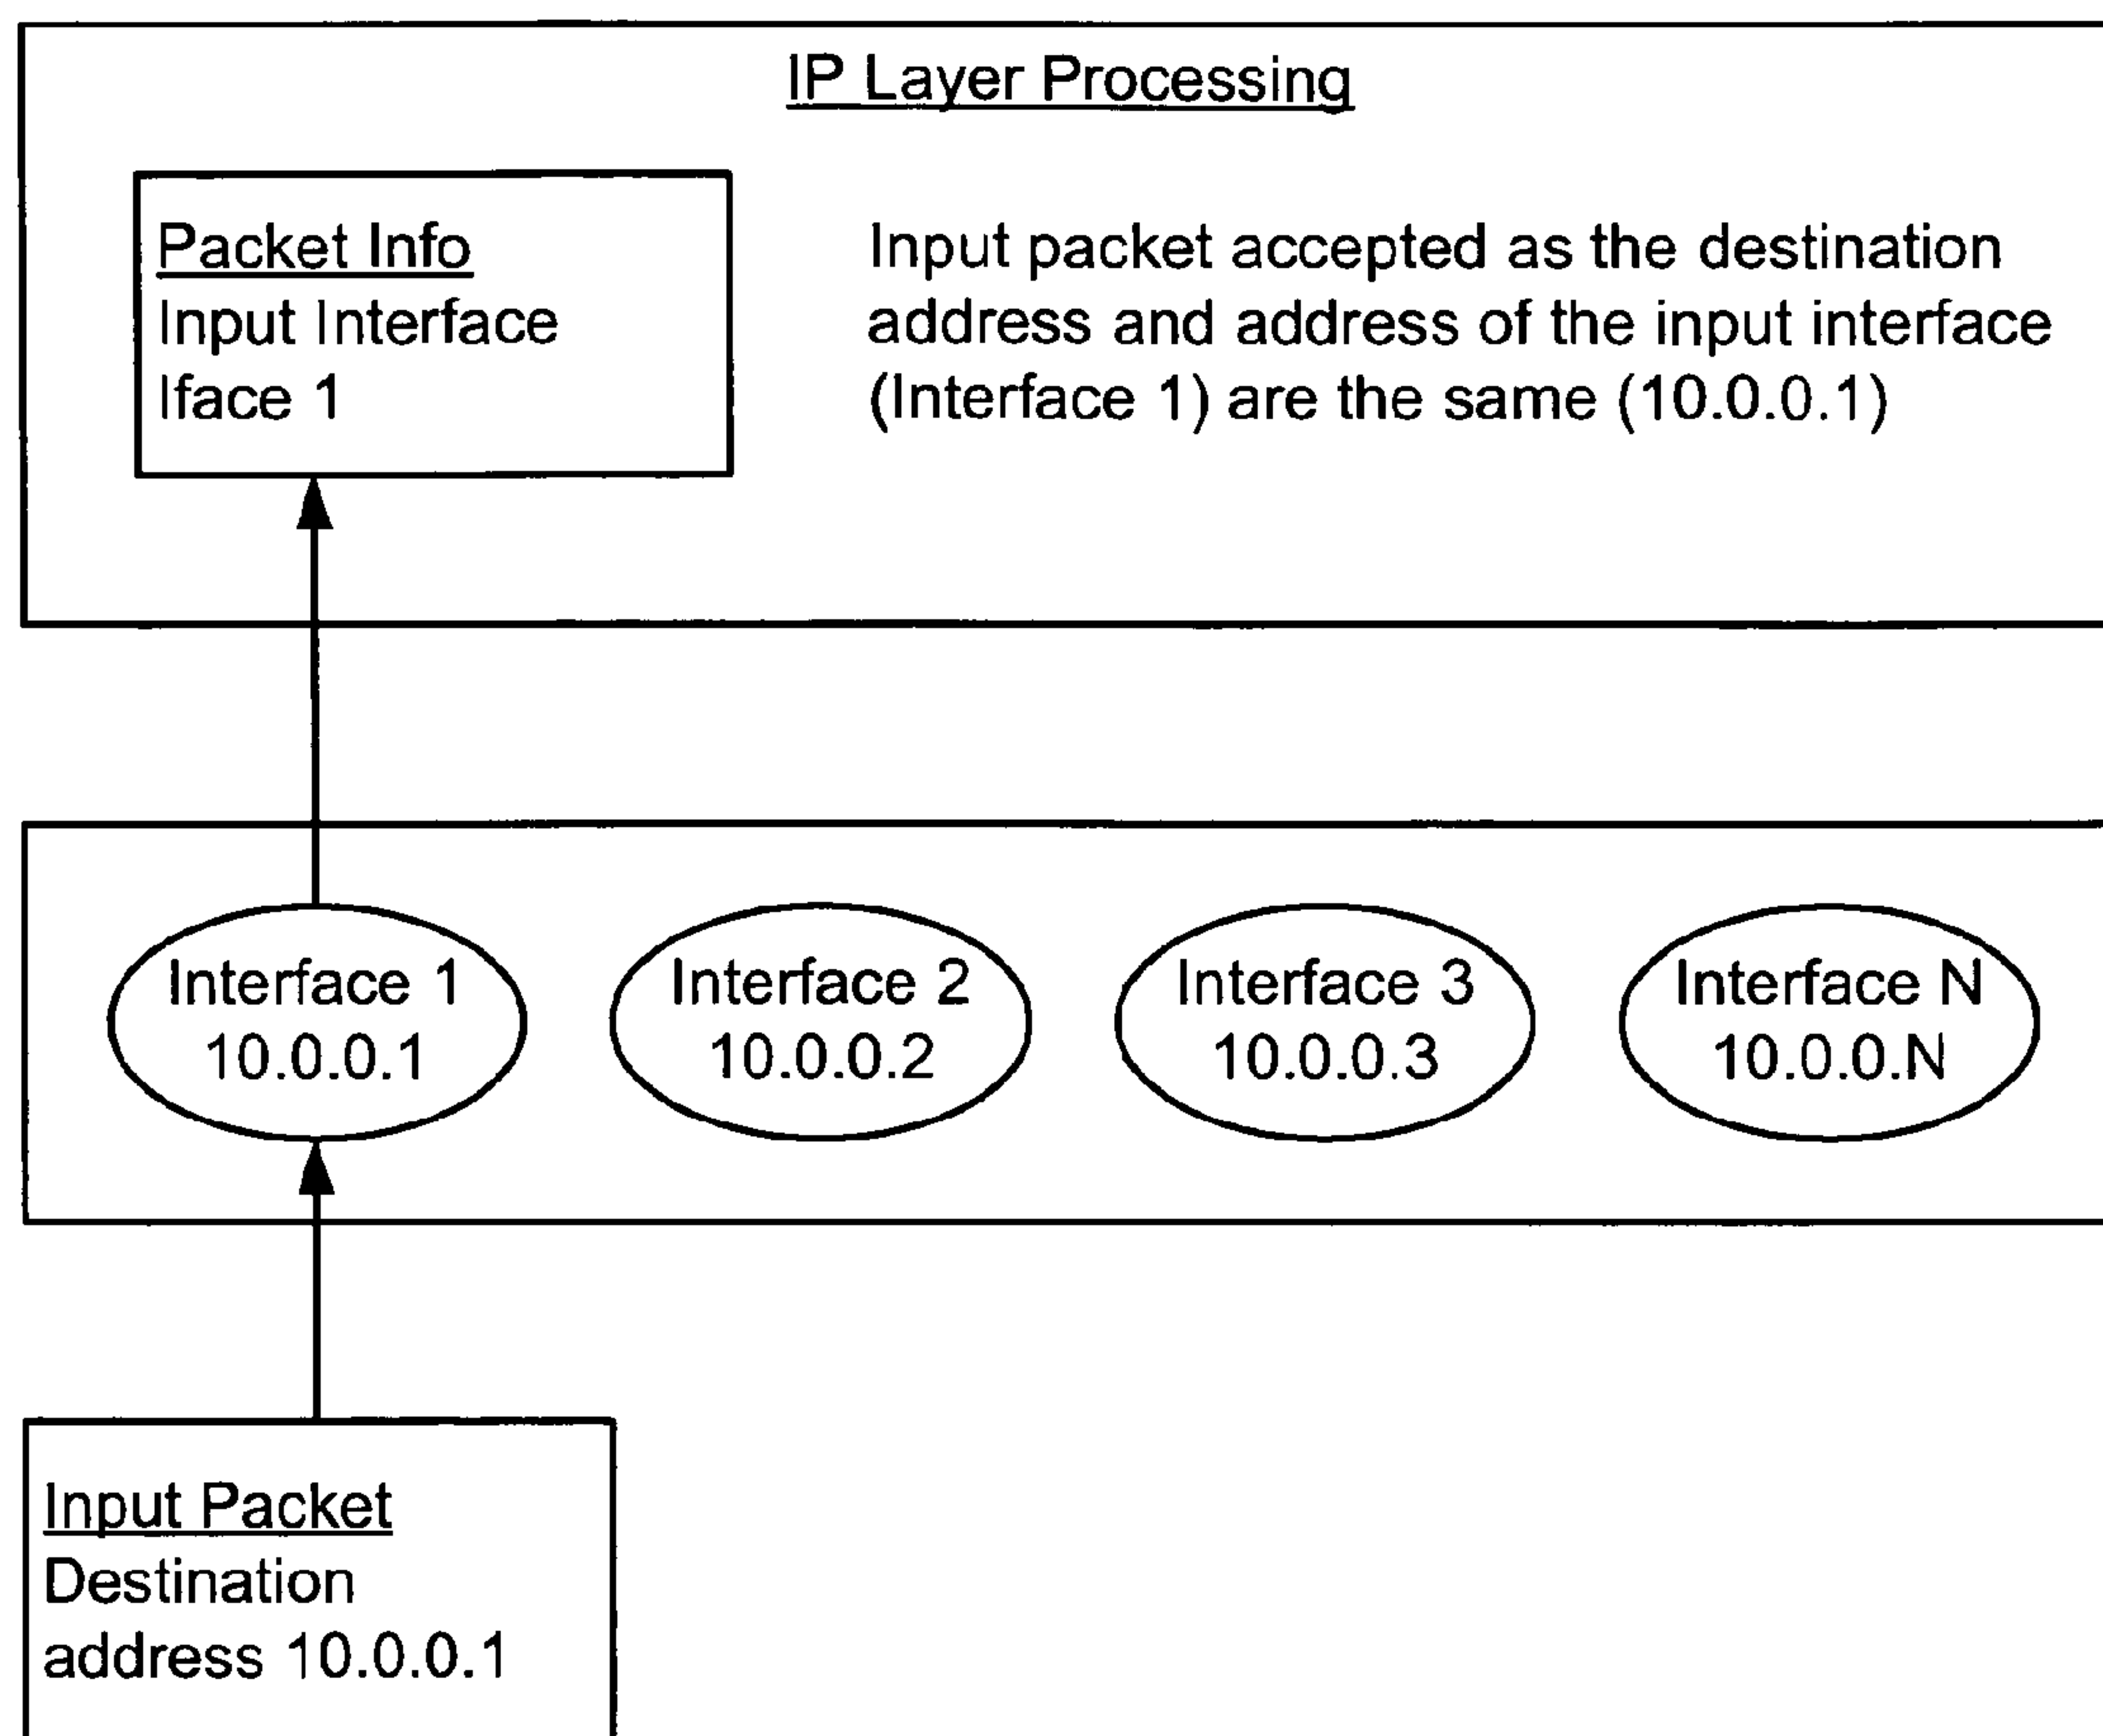 IP Layer Processing
Packet Info
Input Interface
Iface 1
Input packet accepted as the destination
address and address of the input interface
(Interface 1) are the same (10.0.0.1)
Interface 1
10.0.0.1
Interface 2
10.0.0.2
Interface 3
10.0.0.3
Interface N
10.0.0.N
Input Packet
Destination
address 10.0.0.1